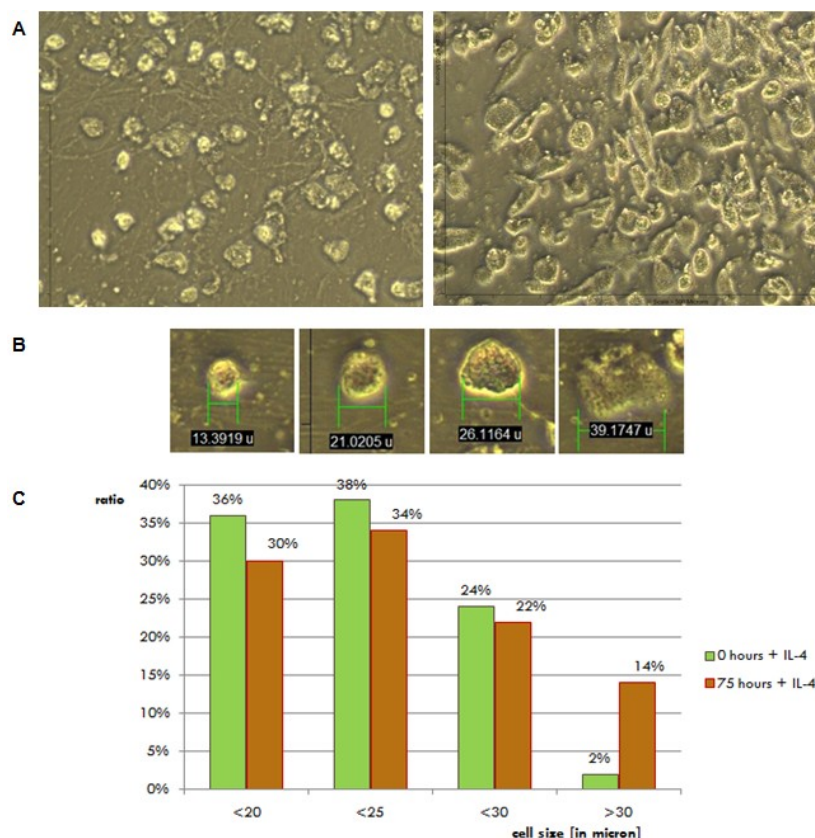 A
B
13.3919 u
21.0205 u
26.1164 u
39.1747 u
C
ratio
40%
35%
30%
25%
20%
15%
10%
5%
0%
36%
30%
38%
34%
24%
22%
2%
14%
<20
<25
<30
>30
cell size [in micron]
0 hours + IL-4
75 hours + IL-4